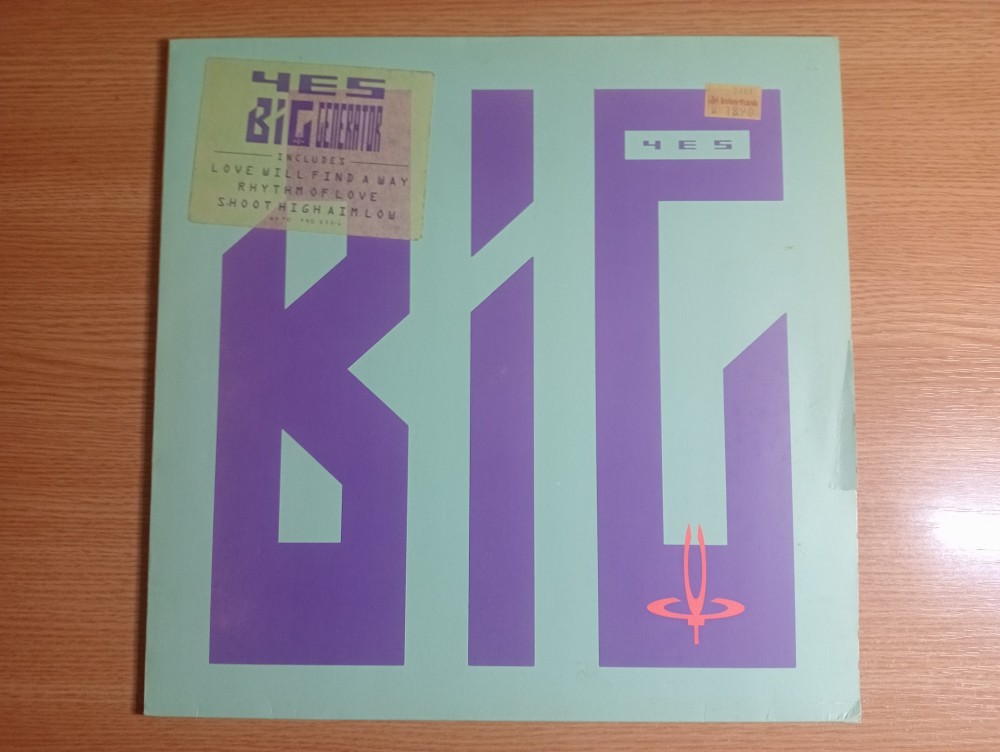 YES
BiG GENERATOR
INCLUDES
LOVE WILL FIND A WAY
RHYTHM OF LOVE
SHOOT HIGH AIM LOW
YES
BiG